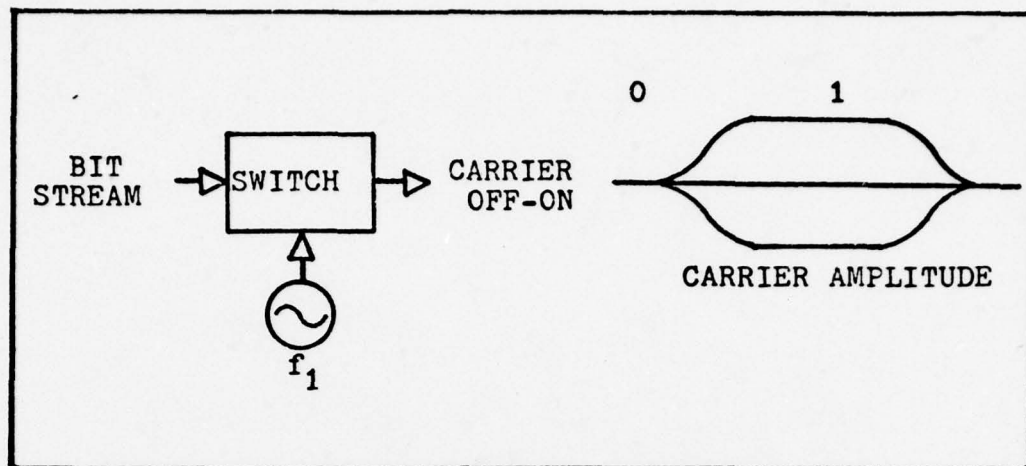 0 1
BIT
STREAM
SWITCH
CARRIER
OFF-ON
CARRIER AMPLITUDE
f1